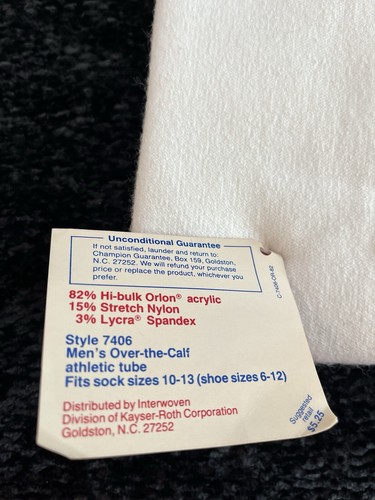 Unconditional Guarantee
If not satisfied, launder and return to:
Champion Guarantee, Box 159, Goldston,
N.C. 27252. We will refund your purchase
price or replace the product, whichever you
prefer.
82% Hi-bulk Orlon® acrylic
15% Stretch Nylon
3% Lycra® Spandex
Style 7406
Men's Over-the-Calf
athletic tube
Fits sock sizes 10-13 (shoe sizes 6-12)
Distributed by Interwoven
Division of Kayser-Roth Corporation
Goldston, N.C. 27252
Suggested
retail
$5.25